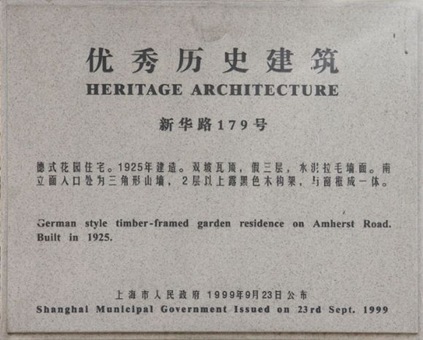 优秀历史建筑
HERITAGE ARCHITECTURE
新华路179号
德式花园住宅。1925年建造。双坡瓦顶，假三层，水泥拉毛墙面。南
立面入口处为三角形山墙，2层以上露黑色木构架，与窗框成一体。
German style timber-framed garden residence on Amherst Road.
Built in 1925.
上海市人民政府 1999年9月23日公布
Shanghai Municipal Government Issued on 23rd Sept. 1999